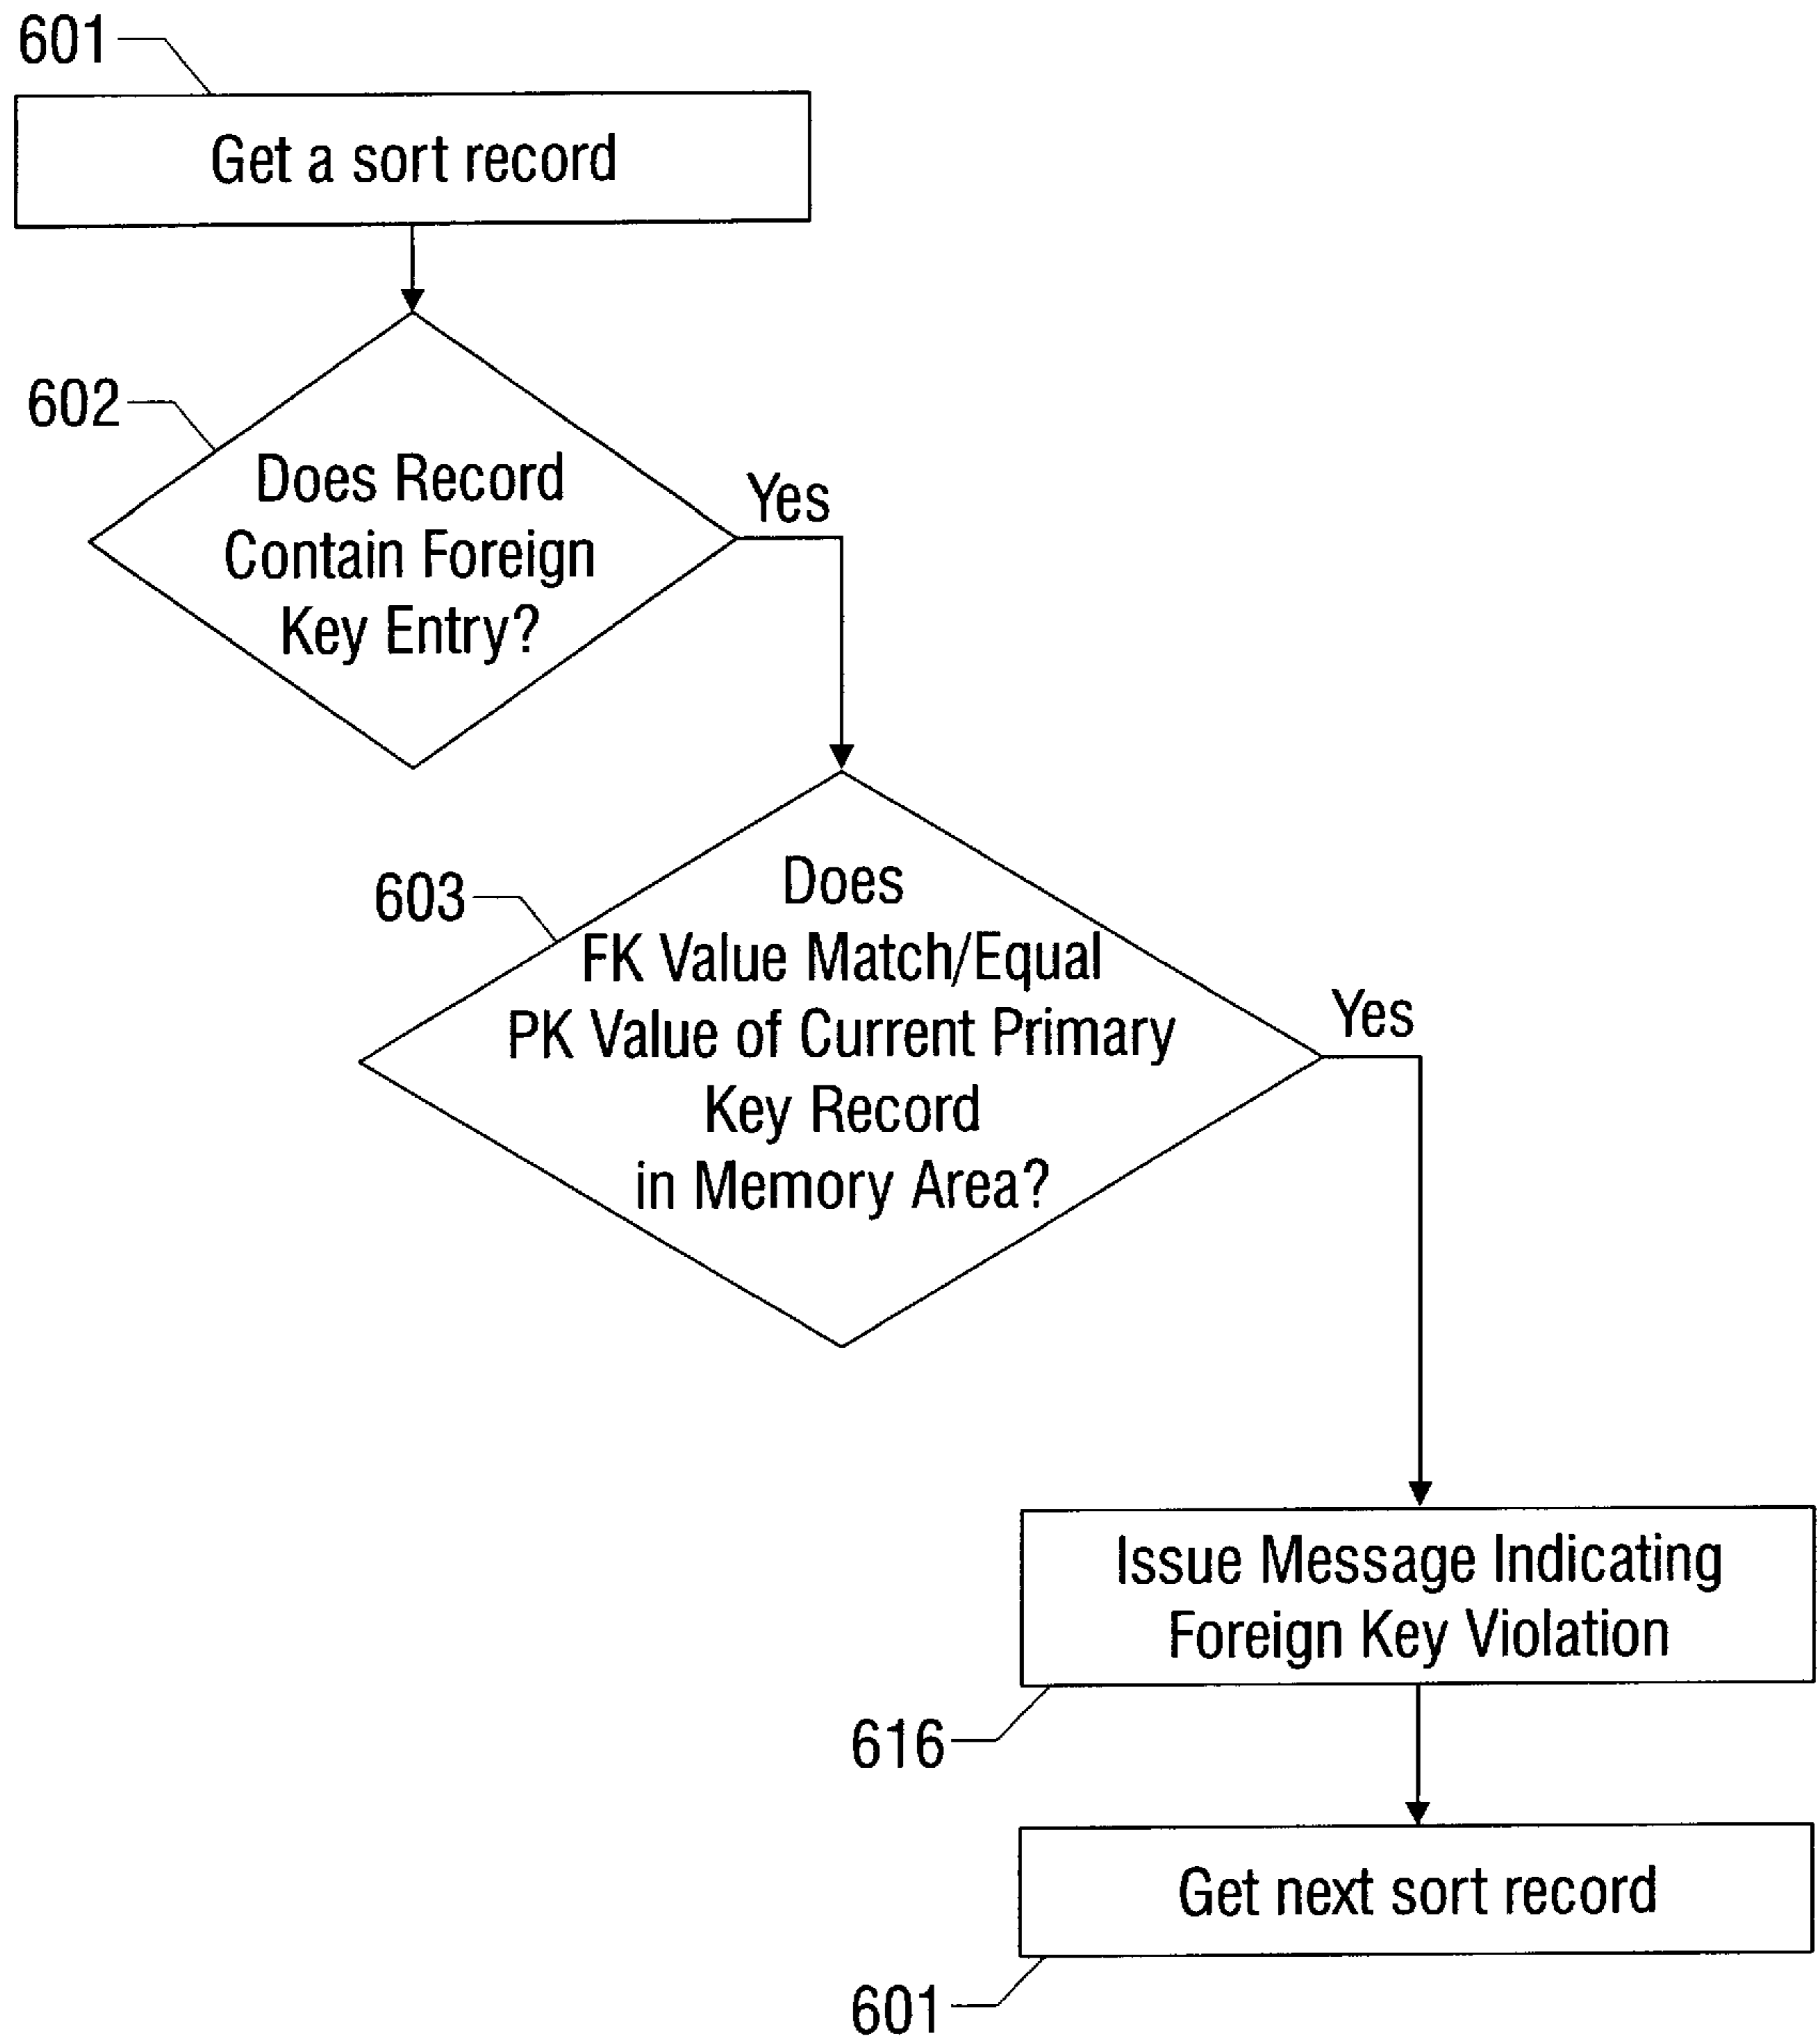 601
Get a sort record
602
Does Record
Contain Foreign
Key Entry?
Yes
603
Does
FK Value Match/Equal
PK Value of Current Primary
Key Record
in Memory Area?
Yes
Issue Message Indicating
Foreign Key Violation
616
Get next sort record
601